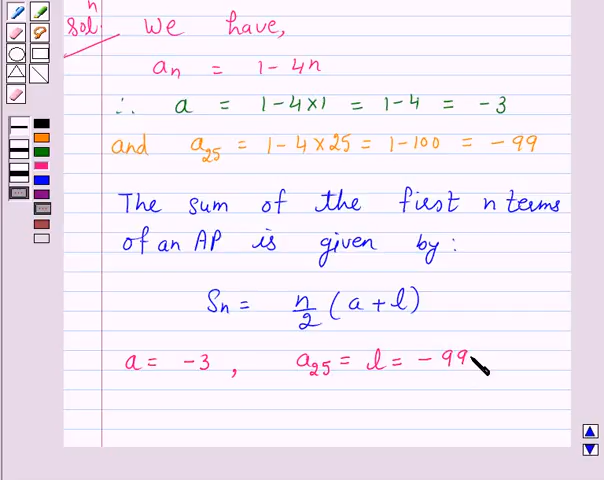 n
Sol We have,
an = 1-4n
∴ a = 1-4×1 = 1-4 = -3
and a25 = 1-4×25 = 1-100 = -99
The sum of the first n terms
of an AP is given by:
Sn = n/2 (a+l)
a = -3, a25 = l = -99